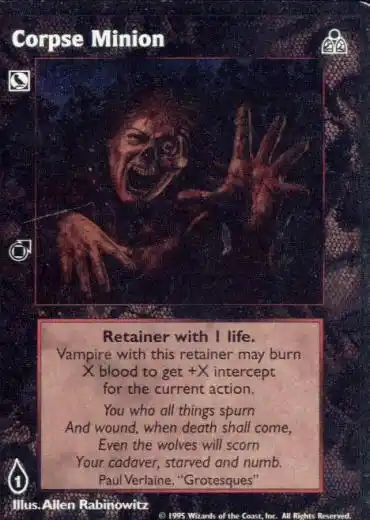 Corpse Minion
Retainer with 1 life.
Vampire with this retainer may burn
X blood to get +X intercept
for the current action.
You who all things spurn
And wound, when death shall come,
Even the wolves will scorn
Your cadaver, starved and numb.
Paul Verlaine, "Grotesques"
1
Illus. Allen Rabinowitz
© 1995 Wizards of the Coast, Inc. All Rights Reserved.